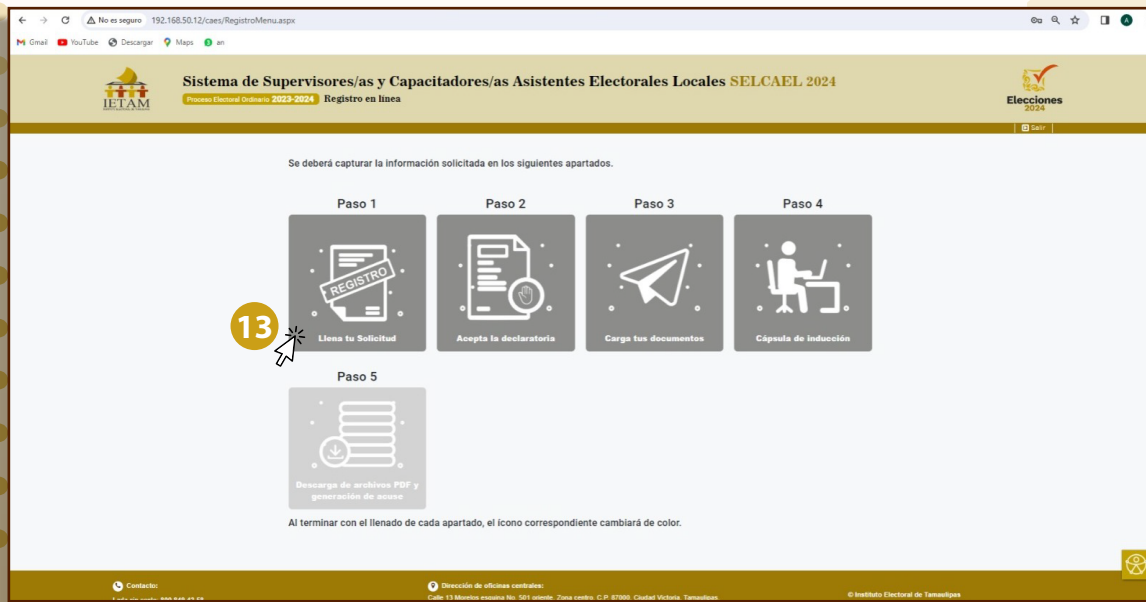 No es seguro 192.168.50.12/caes/RegistroMenu.aspx
Gmail YouTube Descargar Maps an
IETAM
Sistema de Supervisores/as y Capacitadores/as Asistentes Electorales Locales SELCAEL 2024
Proceso Electoral Ordinario 2023-2024 Registro en línea
Elecciones
2024
Salir
Se deberá capturar la información solicitada en los siguientes apartados.
Paso 1 Paso 2 Paso 3 Paso 4
REGISTRO
13
Llena tu Solicitud Acepta la declaratoria Carga tus documentos Cápsula de inducción
Paso 5
Descarga de archivos PDF y
generación de acuse
Al terminar con el llenado de cada apartado, el ícono correspondiente cambiará de color.
Contacto: Dirección de oficinas centrales:
Calle 13 Morelos esquina No. 501 oriente. Zona centro. C.P. 87000. Ciudad Victoria, Tamaulipas
© Instituto Electoral de Tamaulipas